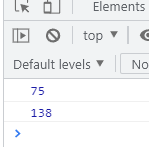 Elements
top ▼
Default levels ▼ No
75
138
>